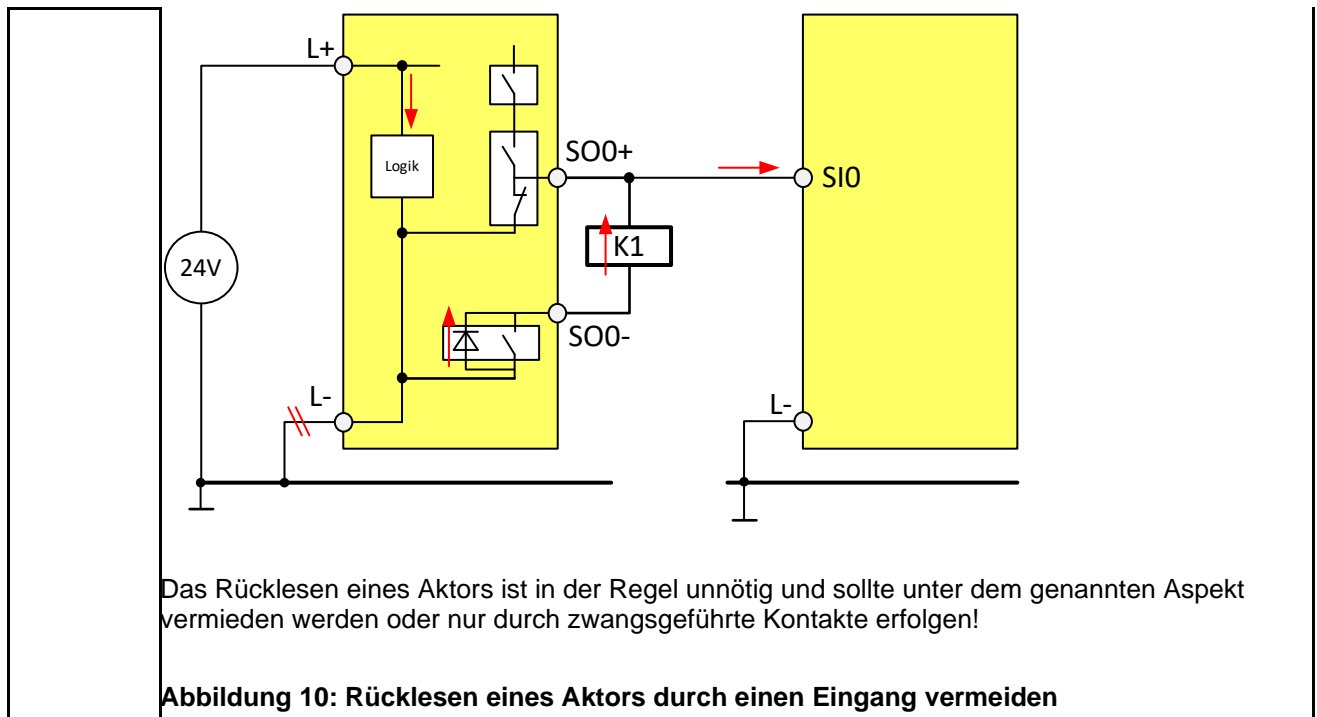 L+
Logik
SO0+
SI0
K1
24V
SO0-
L-
L-
Das Rücklesen eines Aktors ist in der Regel unnötig und sollte unter dem genannten Aspekt
vermieden werden oder nur durch zwangsgeführte Kontakte erfolgen!
Abbildung 10: Rücklesen eines Aktors durch einen Eingang vermeiden